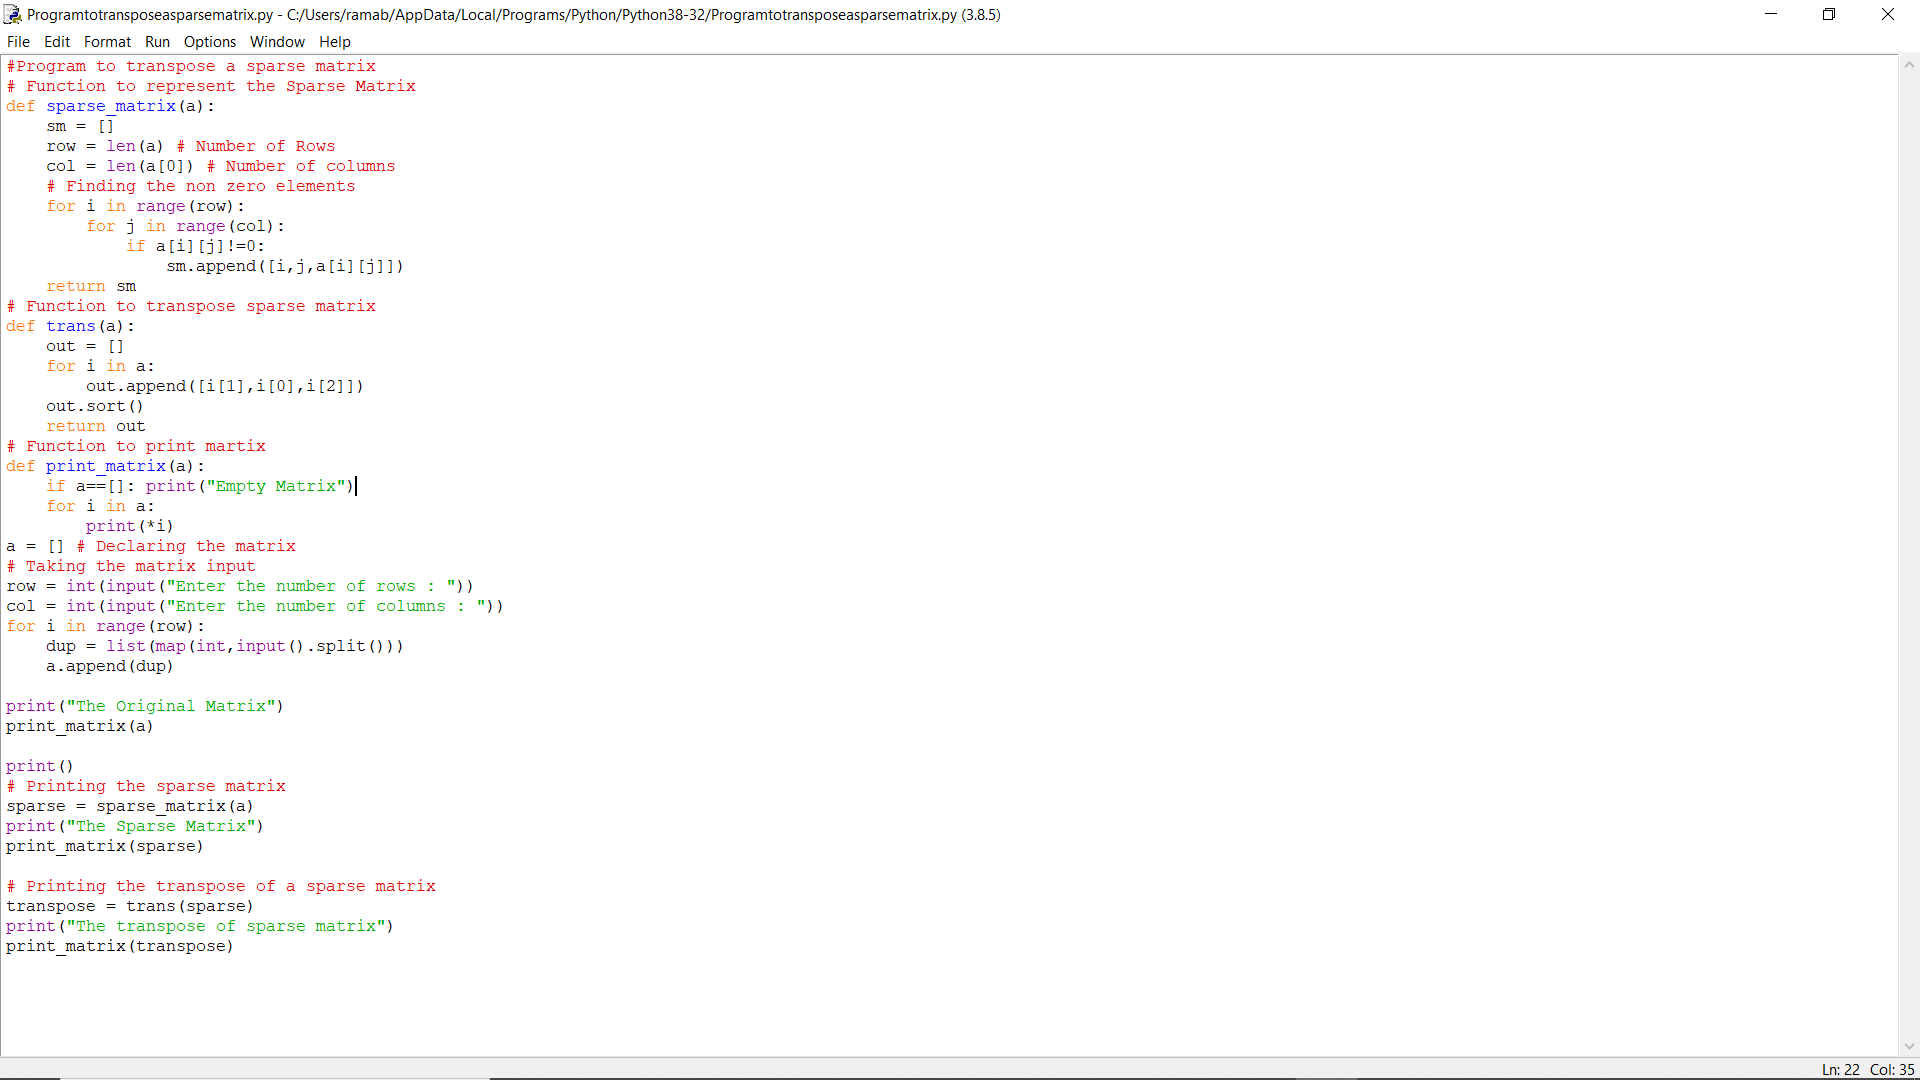 Programtotransposeasparsematrix.py - C:/Users/ramab/AppData/Local/Programs/Python/Python38-32/Programtotransposeasparsematrix.py (3.8.5)
File Edit Format Run Options Window Help
#Program to transpose a sparse matrix
# Function to represent the Sparse Matrix
def sparse_matrix(a):
    sm = []
    row = len(a) # Number of Rows
    col = len(a[0]) # Number of columns
    # Finding the non zero elements
    for i in range(row):
        for j in range(col):
            if a[i][j]!=0:
                sm.append([i,j,a[i][j]])
    return sm
# Function to transpose sparse matrix
def trans(a):
    out = []
    for i in a:
        out.append([i[1],i[0],i[2]])
    out.sort()
    return out
# Function to print martix
def print_matrix(a):
    if a==[]: print("Empty Matrix")
    for i in a:
        print(*i)
a = [] # Declaring the matrix
# Taking the matrix input
row = int(input("Enter the number of rows : "))
col = int(input("Enter the number of columns : "))
for i in range(row):
    dup = list(map(int,input().split()))
    a.append(dup)

print("The Original Matrix")
print_matrix(a)

print()
# Printing the sparse matrix
sparse = sparse_matrix(a)
print("The Sparse Matrix")
print_matrix(sparse)

# Printing the transpose of a sparse matrix
transpose = trans(sparse)
print("The transpose of sparse matrix")
print_matrix(transpose)
Ln: 22 Col: 35